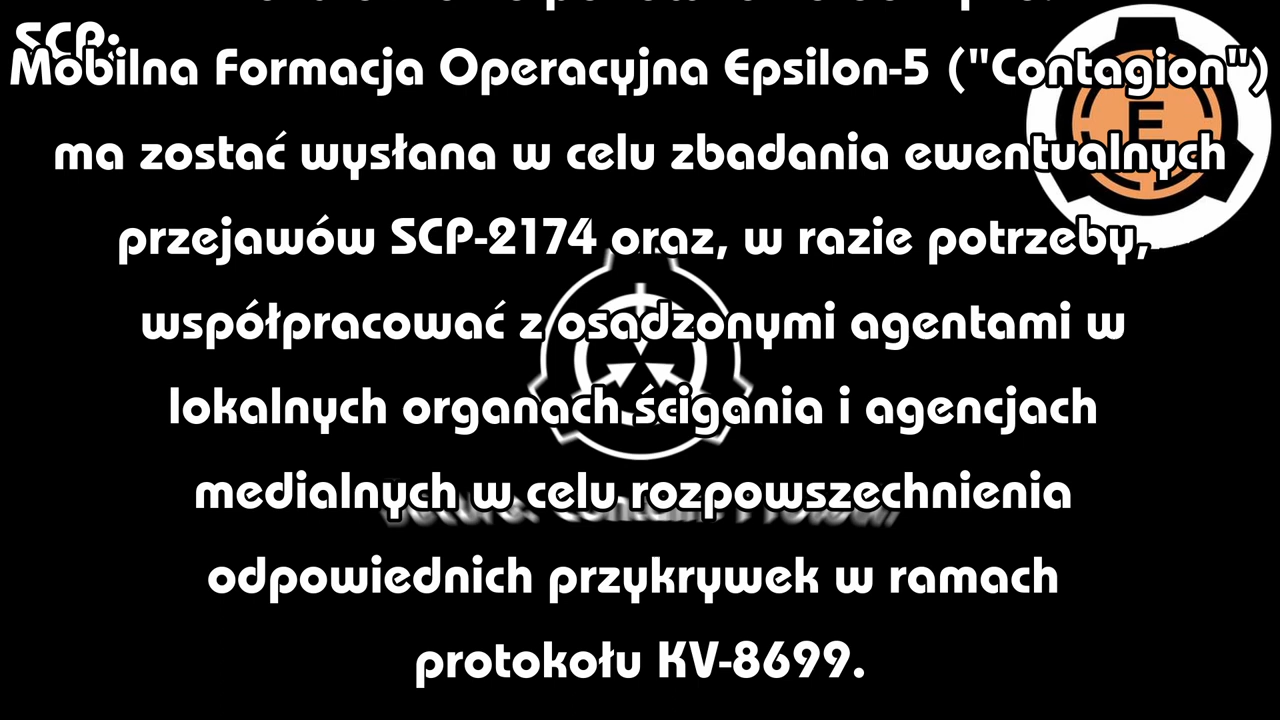 SCP:
Mobilna Formacja Operacyjna Epsilon-5 ("Contagion")
E
ma zostać wysłana w celu zbadania ewentualnych
przejawów SCP-2174 oraz, w razie potrzeby,
współpracować z osadzonymi agentami w
lokalnych organach ścigania i agencjach
medialnych w celu rozpowszechnienia
odpowiednich przykrywek w ramach
protokołu KV-8699.